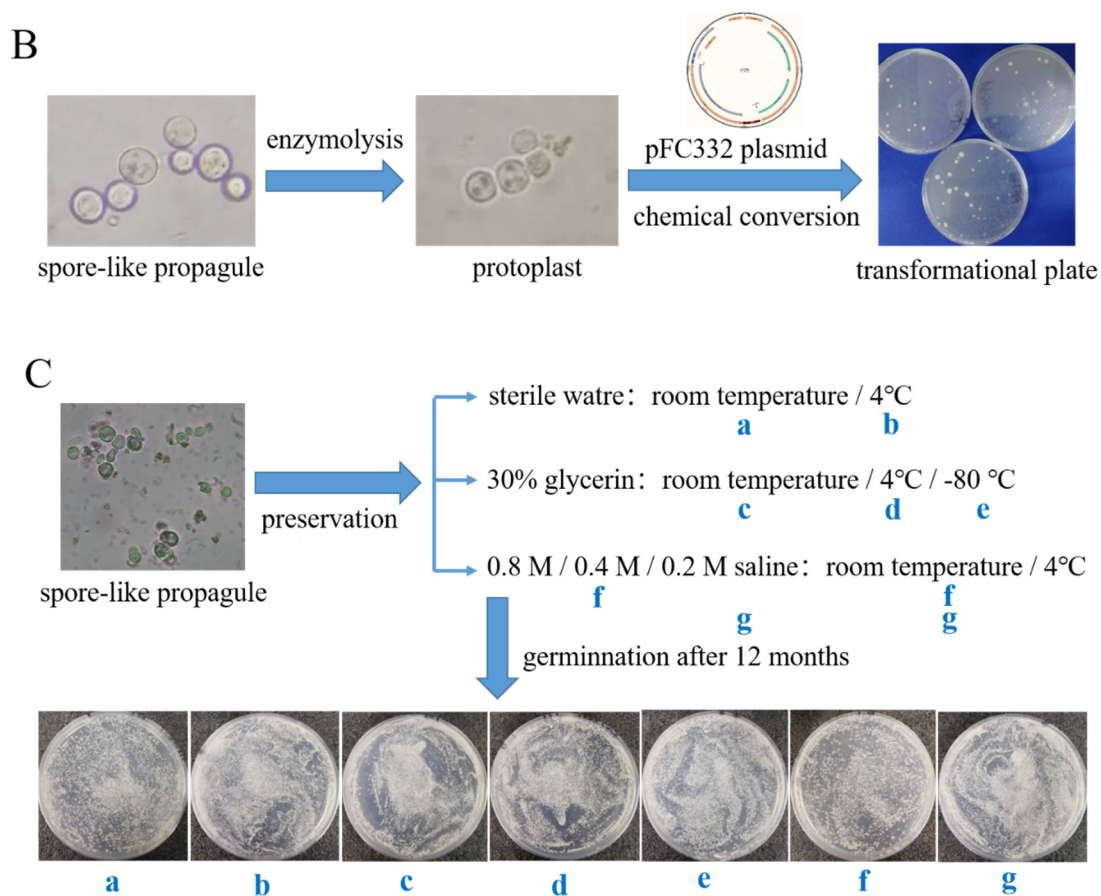 B
enzymolysis
pFC332 plasmid
chemical conversion
spore-like propagule
protoplast
transformational plate
C
sterile watre: room temperature / 4℃
a b
30% glycerin: room temperature / 4℃ / -80 ℃
c d e
0.8 M / 0.4 M / 0.2 M saline: room temperature / 4℃
f f
g g
preservation
spore-like propagule
germinnation after 12 months
a b c d e f g